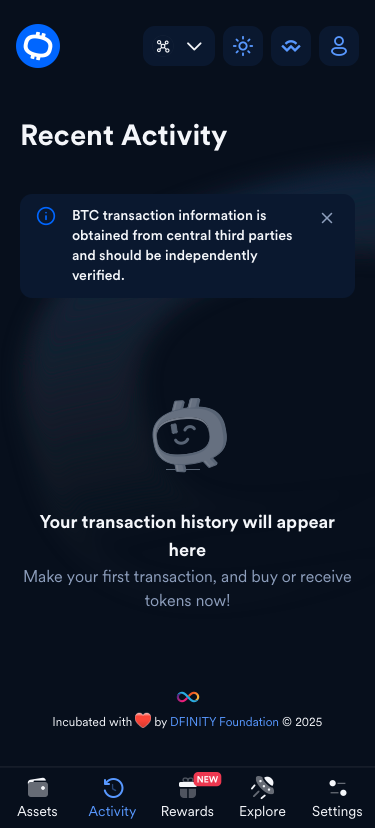 Recent Activity
BTC transaction information is
obtained from central third parties
and should be independently
verified.
Your transaction history will appear
here
Make your first transaction, and buy or receive
tokens now!
Incubated with ❤️ by DFINITY Foundation © 2025
NEW
Assets Activity Rewards Explore Settings